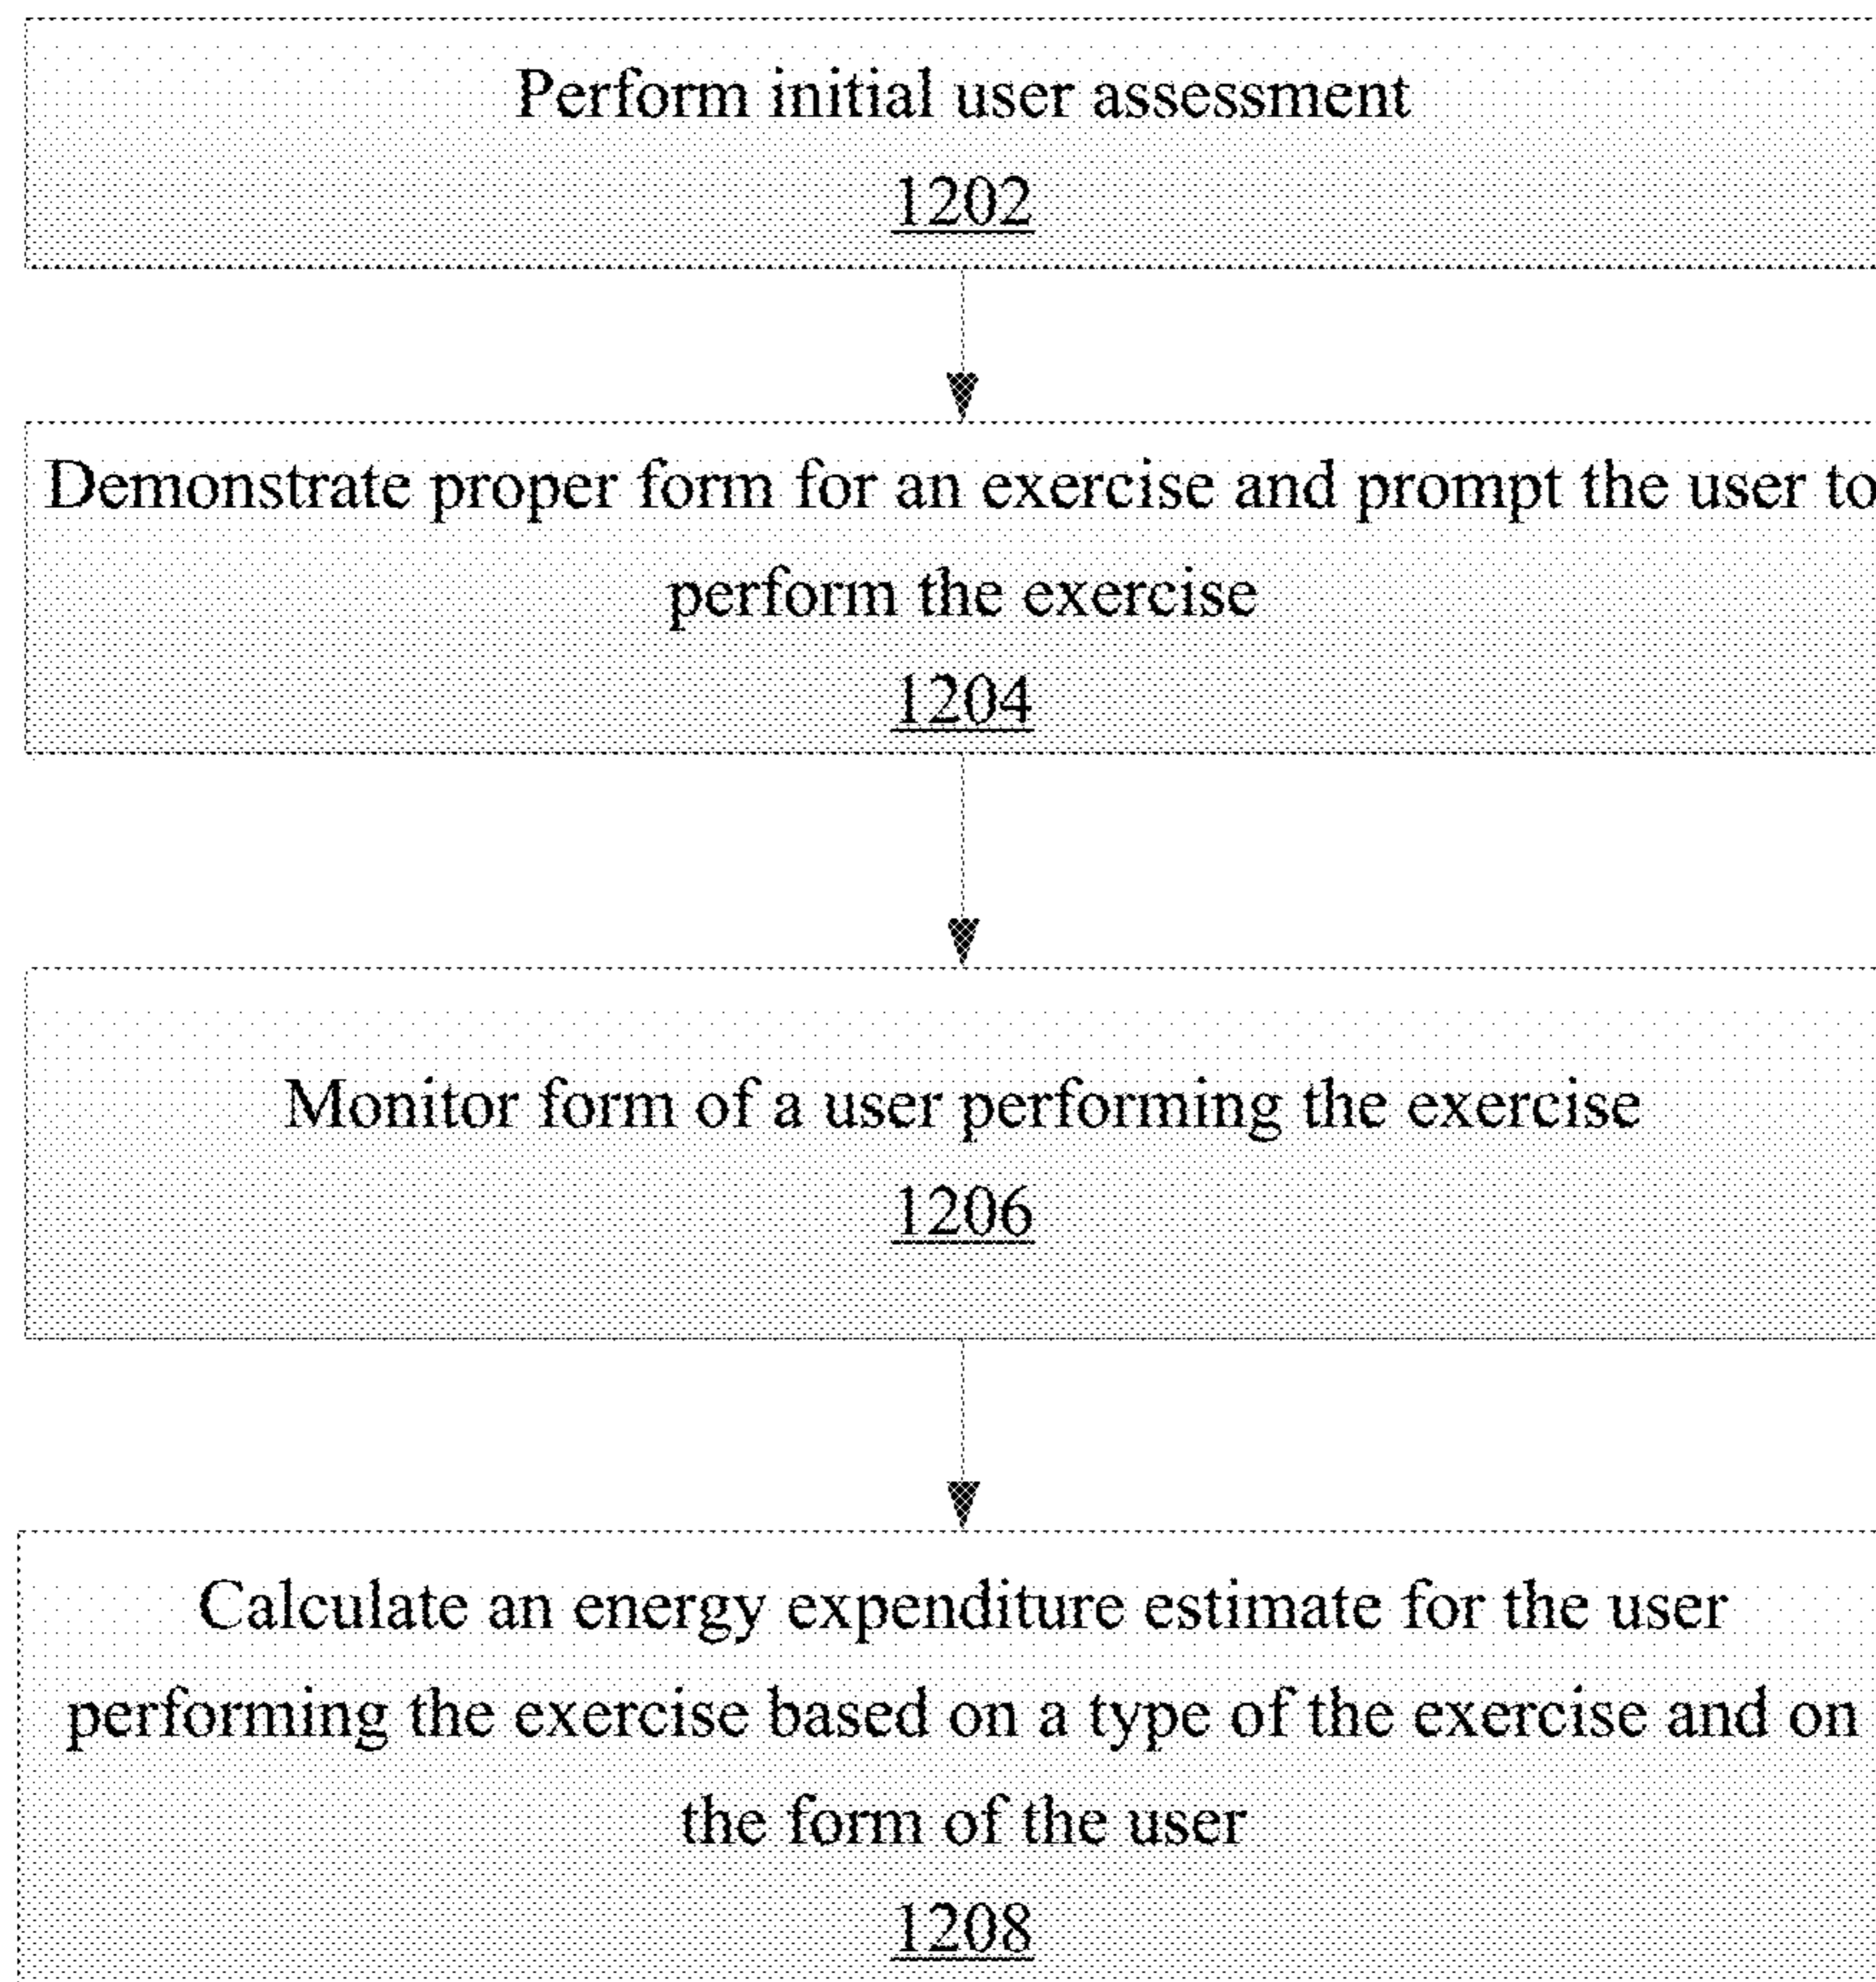 Perform initial user assessment
1202
Demonstrate proper form for an exercise and prompt the user to
perform the exercise
1204
Monitor form of a user performing the exercise
1206
Calculate an energy expenditure estimate for the user
performing the exercise based on a type of the exercise and on
the form of the user
1208